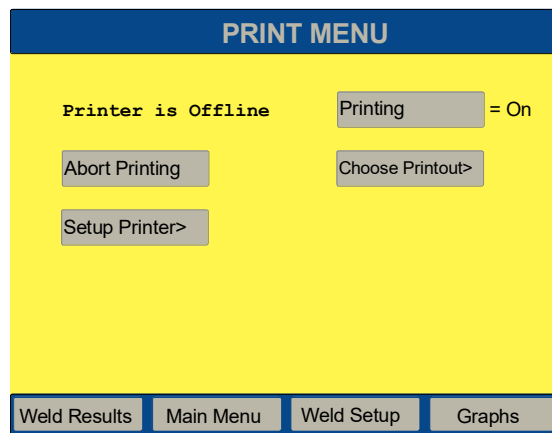 PRINT MENU
Printer is Offline Printing = On
Abort Printing Choose Printout>
Setup Printer>
Weld Results Main Menu Weld Setup Graphs